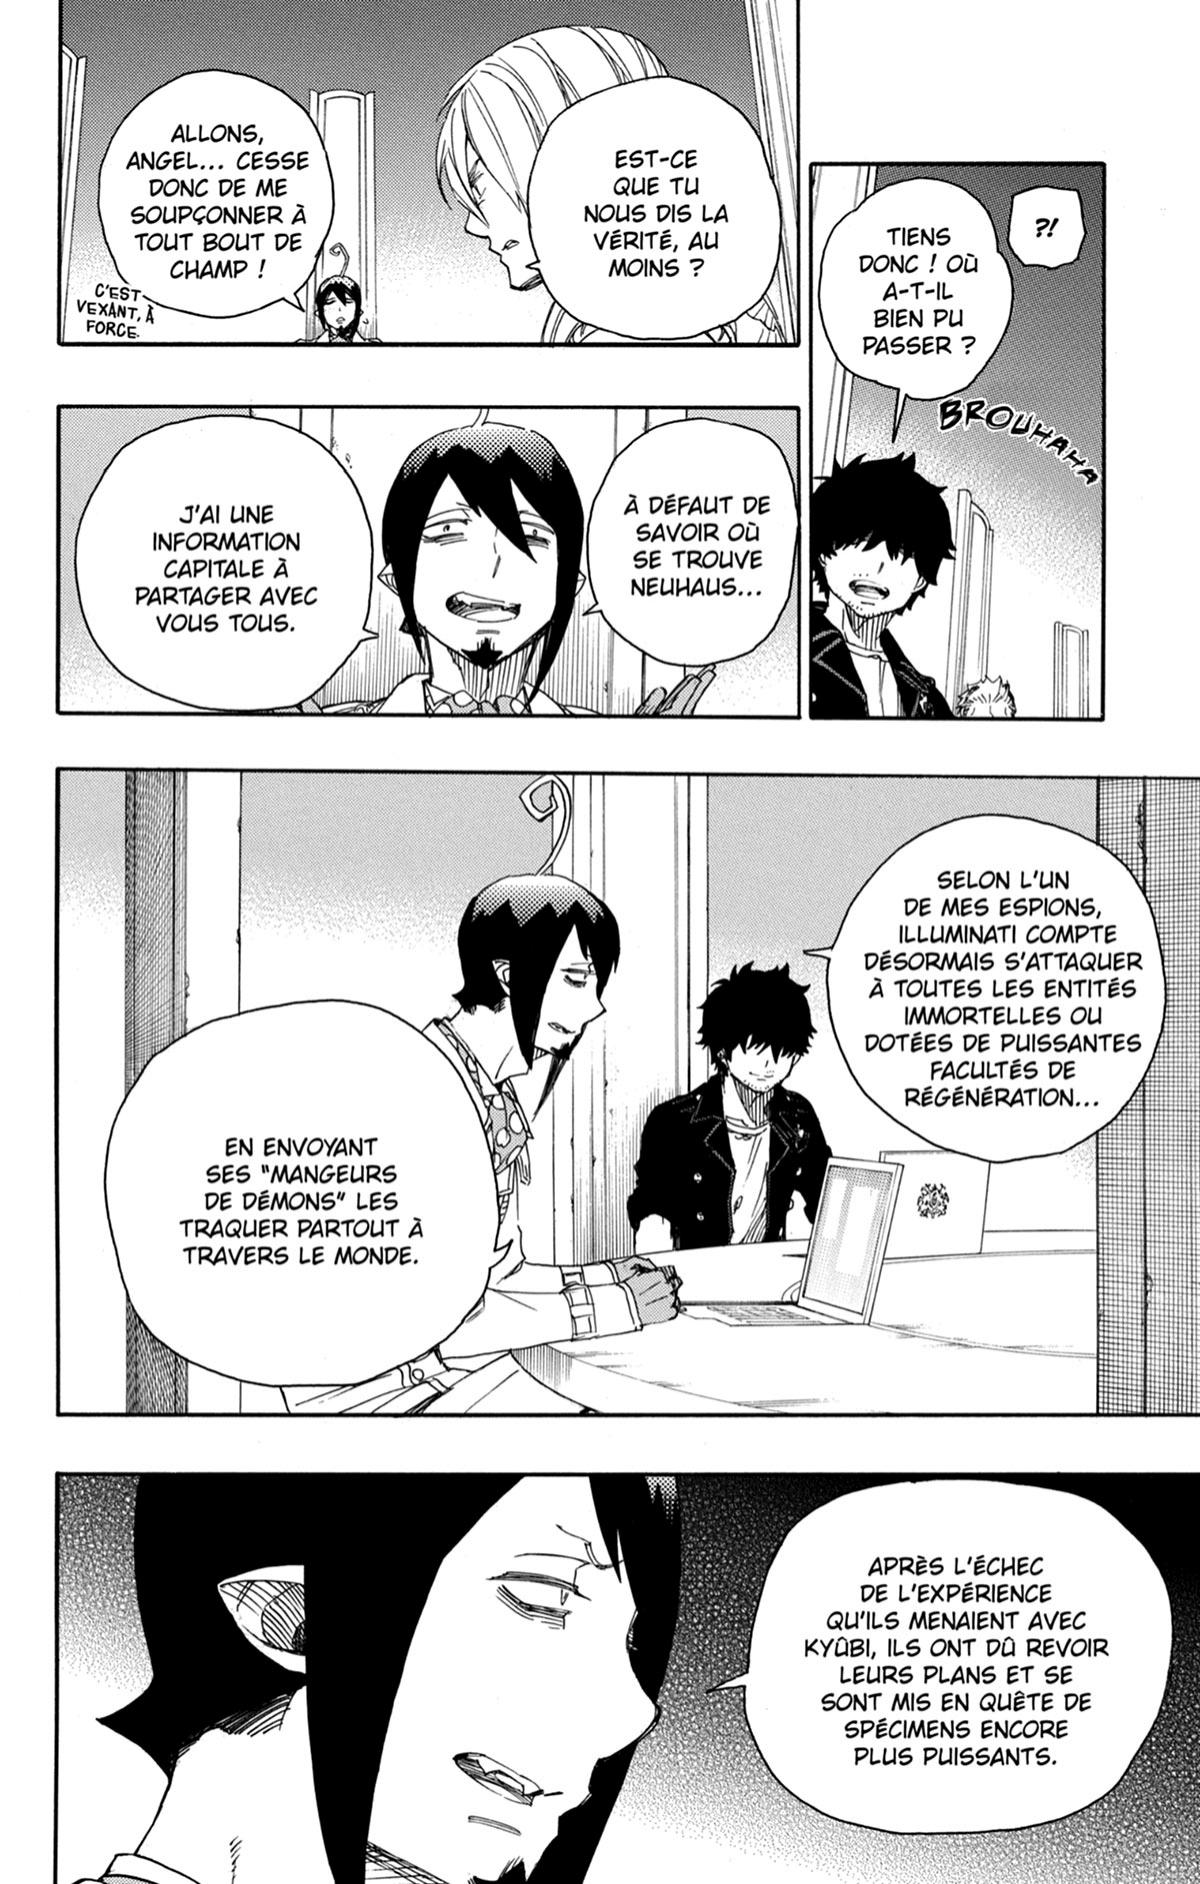 ?!
TIENS
DONC ! OÙ
A-T-IL
BIEN PU
PASSER ?
BROUHAHA
EST-CE
QUE TU
NOUS DIS LA
VÉRITÉ, AU
MOINS ?
ALLONS,
ANGEL... CESSE
DONC DE ME
SOUPÇONNER À
TOUT BOUT DE
CHAMP !
C'EST
VEXANT, À
FORCE.
À DÉFAUT DE
SAVOIR OÙ
SE TROUVE
NEUHAUS...
J'AI UNE
INFORMATION
CAPITALE À
PARTAGER AVEC
VOUS TOUS.
SELON L'UN
DE MES ESPIONS,
ILLUMINATI COMPTE
DÉSORMAIS S'ATTAQUER
À TOUTES LES ENTITÉS
IMMORTELLES OU
DOTÉES DE PUISSANTES
FACULTÉS DE
RÉGÉNÉRATION...
EN ENVOYANT
SES "MANGEURS
DE DÉMONS" LES
TRAQUER PARTOUT À
TRAVERS LE MONDE.
APRÈS L'ÉCHEC
DE L'EXPÉRIENCE
QU'ILS MENAIENT AVEC
KYÛBI, ILS ONT DÛ REVOIR
LEURS PLANS ET SE
SONT MIS EN QUÊTE DE
SPÉCIMENS ENCORE
PLUS PUISSANTS.